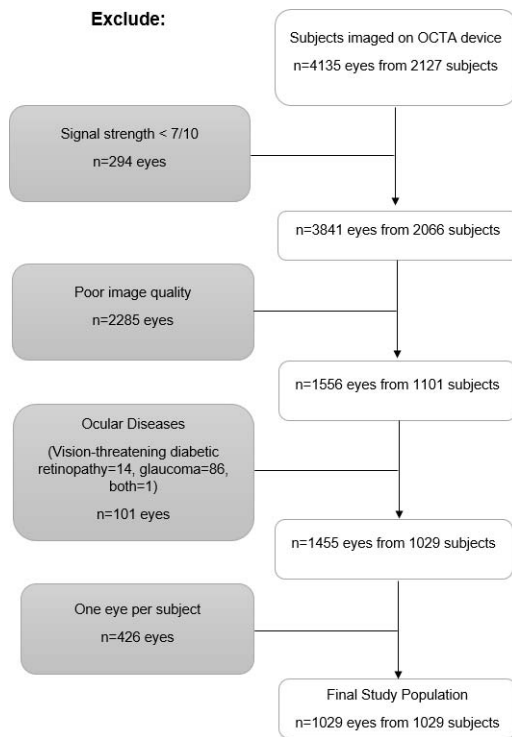 Exclude:
Subjects imaged on OCTA device
n=4135 eyes from 2127 subjects
Signal strength < 7/10
n=294 eyes
n=3841 eyes from 2066 subjects
Poor image quality
n=2285 eyes
n=1556 eyes from 1101 subjects
Ocular Diseases
(Vision-threatening diabetic
retinopathy=14, glaucoma=86,
both=1)
n=101 eyes
n=1455 eyes from 1029 subjects
One eye per subject
n=426 eyes
Final Study Population
n=1029 eyes from 1029 subjects